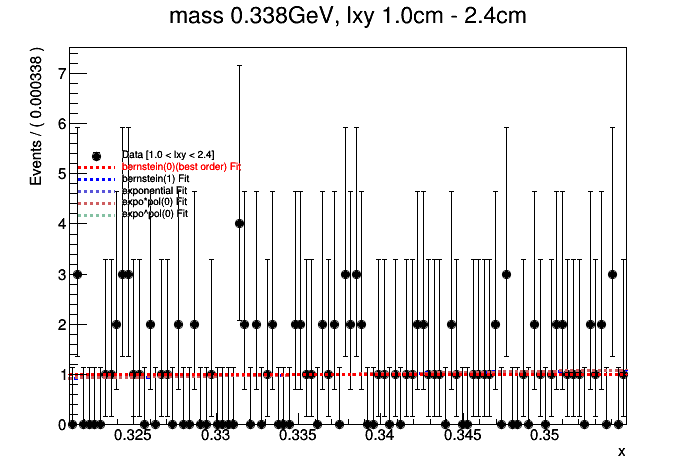 mass 0.338GeV, lxy 1.0cm - 2.4cm
Events / ( 0.000338 )
7
6
5
4
3
2
1
0
Data [1.0 < lxy < 2.4]
bernstein(0)(best order) Fit
bernstein(1) Fit
exponential Fit
expo*pol(0) Fit
expo^pol(0) Fit
0.325 0.33 0.335 0.34 0.345 0.35
x